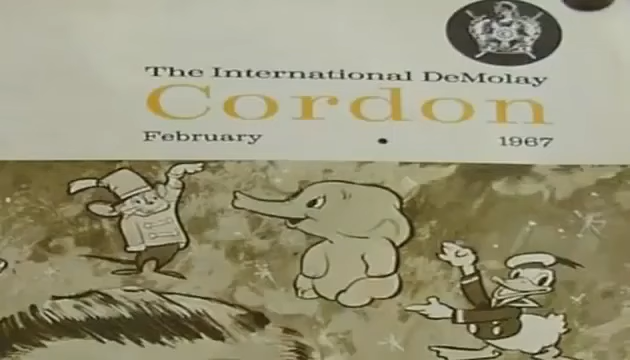 The International DeMolay
Cordon
February • 1967